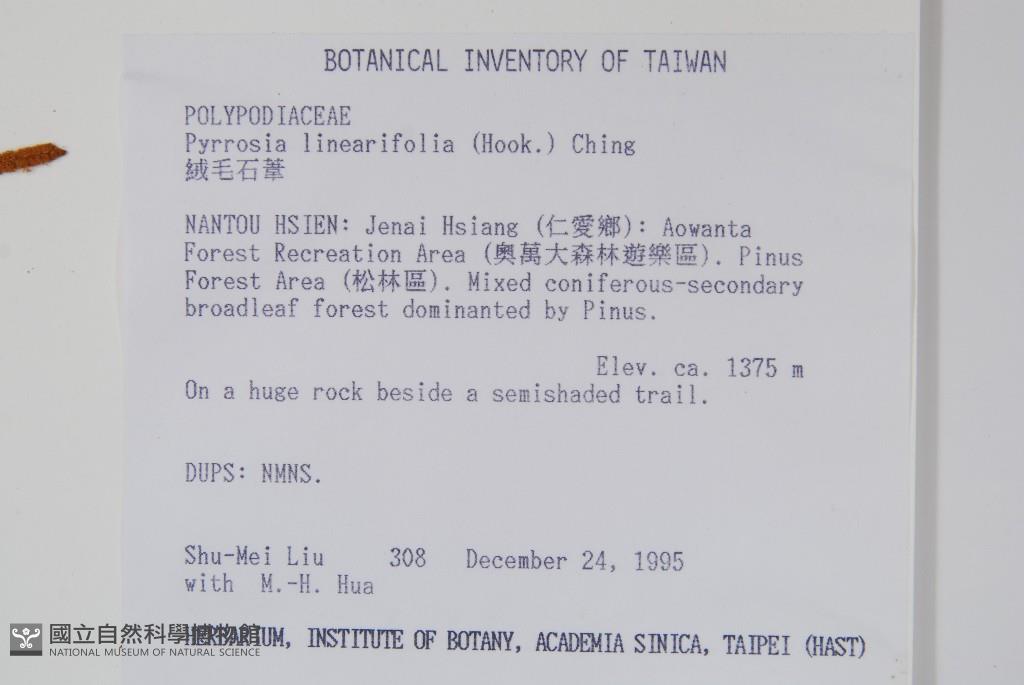 BOTANICAL INVENTORY OF TAIWAN
POLYPODIACEAE
Pyrrosia linearifolia (Hook.) Ching
絨毛石葦
NANTOU HSIEN: Jenai Hsiang (仁愛鄉): Aowanta
Forest Recreation Area (奧萬大森林遊樂區). Pinus
Forest Area (松林區). Mixed coniferous-secondary
broadleaf forest dominanted by Pinus.
Elev. ca. 1375 m
On a huge rock beside a semishaded trail.
DUPS: NMNS.
Shu-Mei Liu 308 December 24, 1995
with M.-H. Hua
HERBARIUM, INSTITUTE OF BOTANY, ACADEMIA SINICA, TAIPEI (HAST)
國立自然科學博物館
NATIONAL MUSEUM OF NATURAL SCIENCE